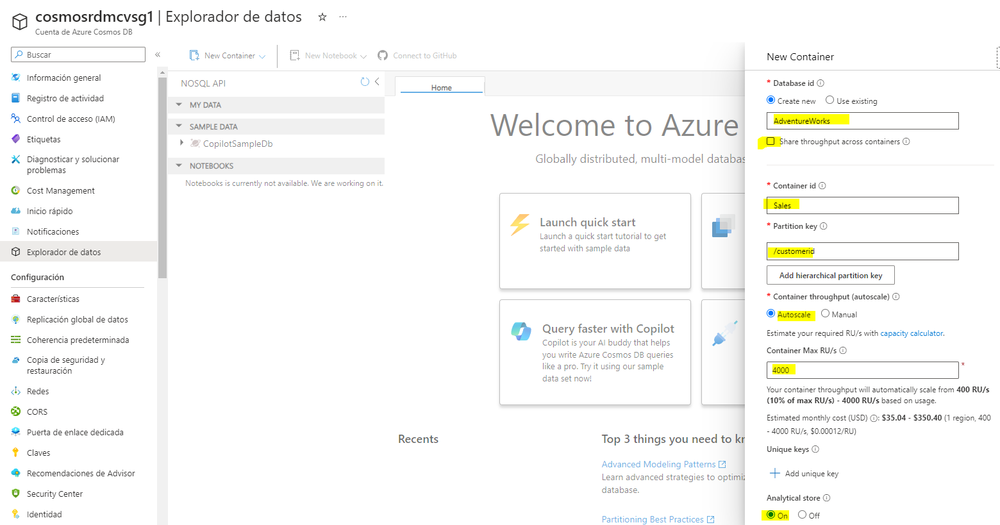 cosmosrdmcvsg1 | Explorador de datos
Cuenta de Azure Cosmos DB
Buscar
Información general
Registro de actividad
Control de acceso (IAM)
Etiquetas
Diagnosticar y solucionar
problemas
Cost Management
Inicio rápido
Notificaciones
Explorador de datos
Configuración
Características
Replicación global de datos
Coherencia predeterminada
Copia de seguridad y
restauración
Redes
CORS
Puerta de enlace dedicada
Claves
Recomendaciones de Advisor
Security Center
Identidad
New Container
New Notebook
Connect to GitHub
NOSQL API
MY DATA
SAMPLE DATA
CopilotSampleDb
NOTEBOOKS
Notebooks is currently not available. We are working on it.
Home
Welcome to Azure
Globally distributed, multi-model databas
Launch quick start
Launch a quick start tutorial to get
started with sample data
Query faster with Copilot
Copilot is your AI buddy that helps
you write Azure Cosmos DB queries
like a pro. Try it using our sample
data set now!
Recents
Top 3 things you need to kn
Advanced Modeling Patterns
Learn advanced strategies to optimiz
database.
Partitioning Best Practices
New Container
* Database id
Create new
Use existing
AdventureWorks
Share throughput across containers
* Container id
Sales
* Partition key
/customerid
Add hierarchical partition key
* Container throughput (autoscale)
Autoscale
Manual
Estimate your required RU/s with capacity calculator.
Container Max RU/s
4000 *
Your container throughput will automatically scale from 400 RU/s
(10% of max RU/s) - 4000 RU/s based on usage.
Estimated monthly cost (USD) : $35.04 - $350.40 (1 region, 400
- 4000 RU/s, $0.00012/RU)
Unique keys
Add unique key
Analytical store
On
Off